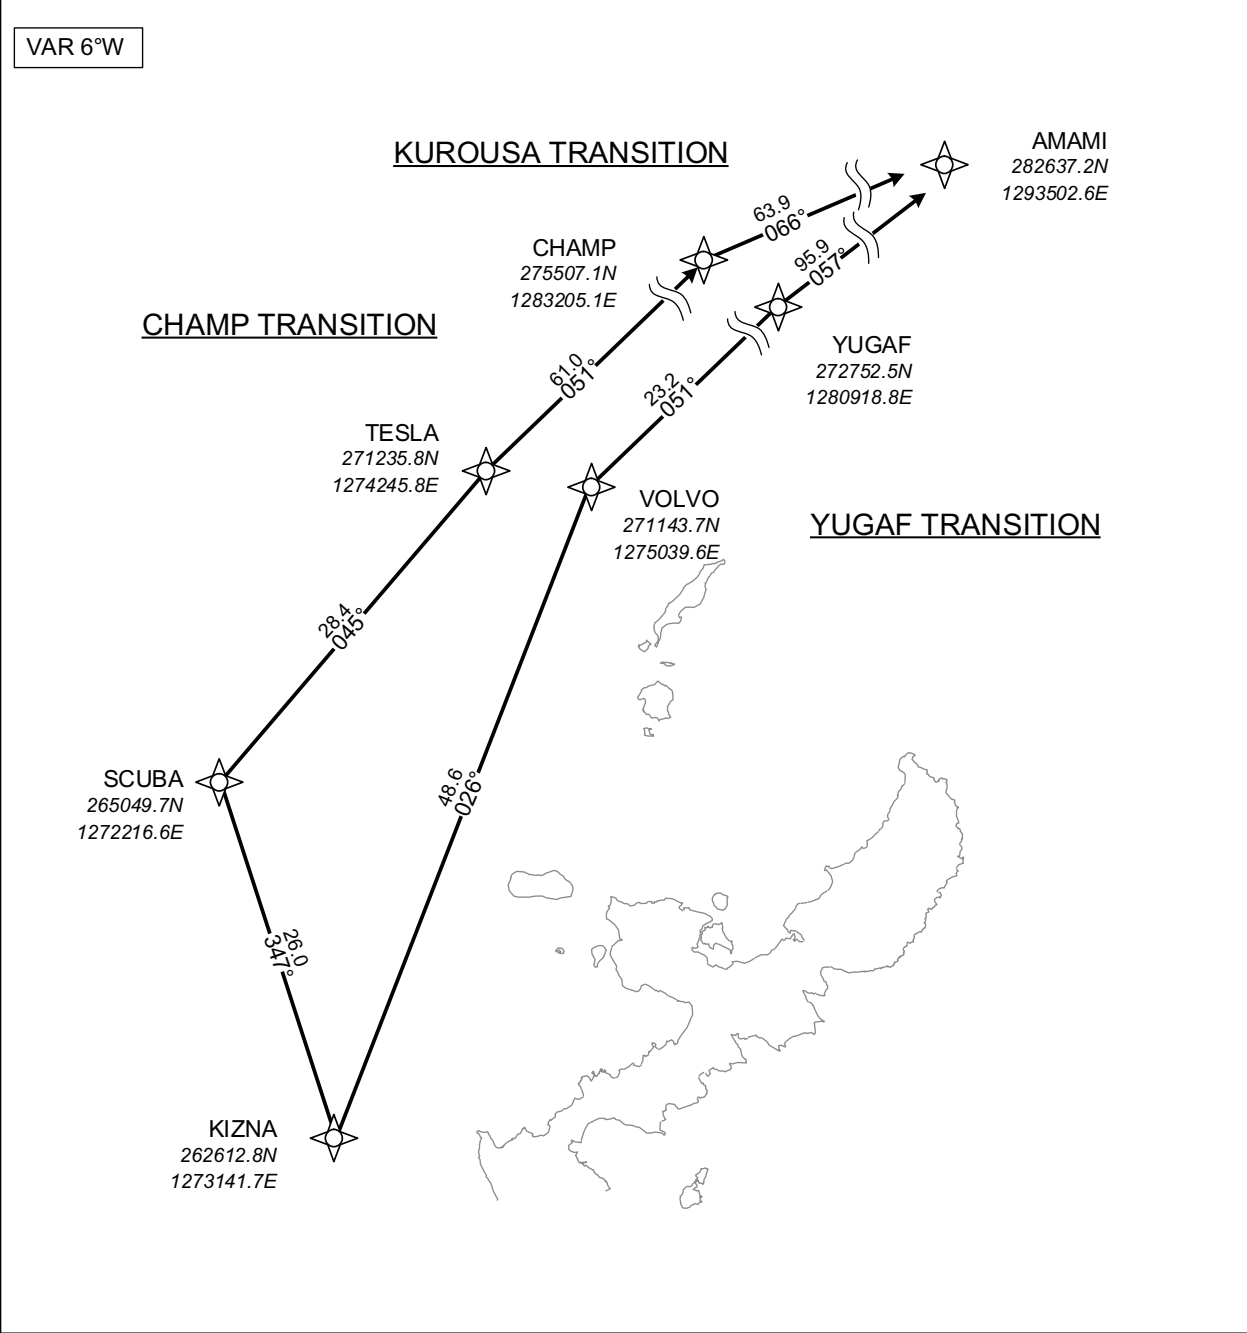 VAR 6°W
KUROUSA TRANSITION
AMAMI
282637.2N
1293502.6E
63.9
066°
CHAMP
275507.1N
1283205.1E
95.9
057°
CHAMP TRANSITION
YUGAF
272752.5N
1280918.8E
61.0
051°
23.2
051°
TESLA
271235.8N
1274245.8E
VOLVO
271143.7N
1275039.6E
YUGAF TRANSITION
28.4
045°
SCUBA
265049.7N
1272216.6E
48.6
026°
26.0
347°
KIZNA
262612.8N
1273141.7E